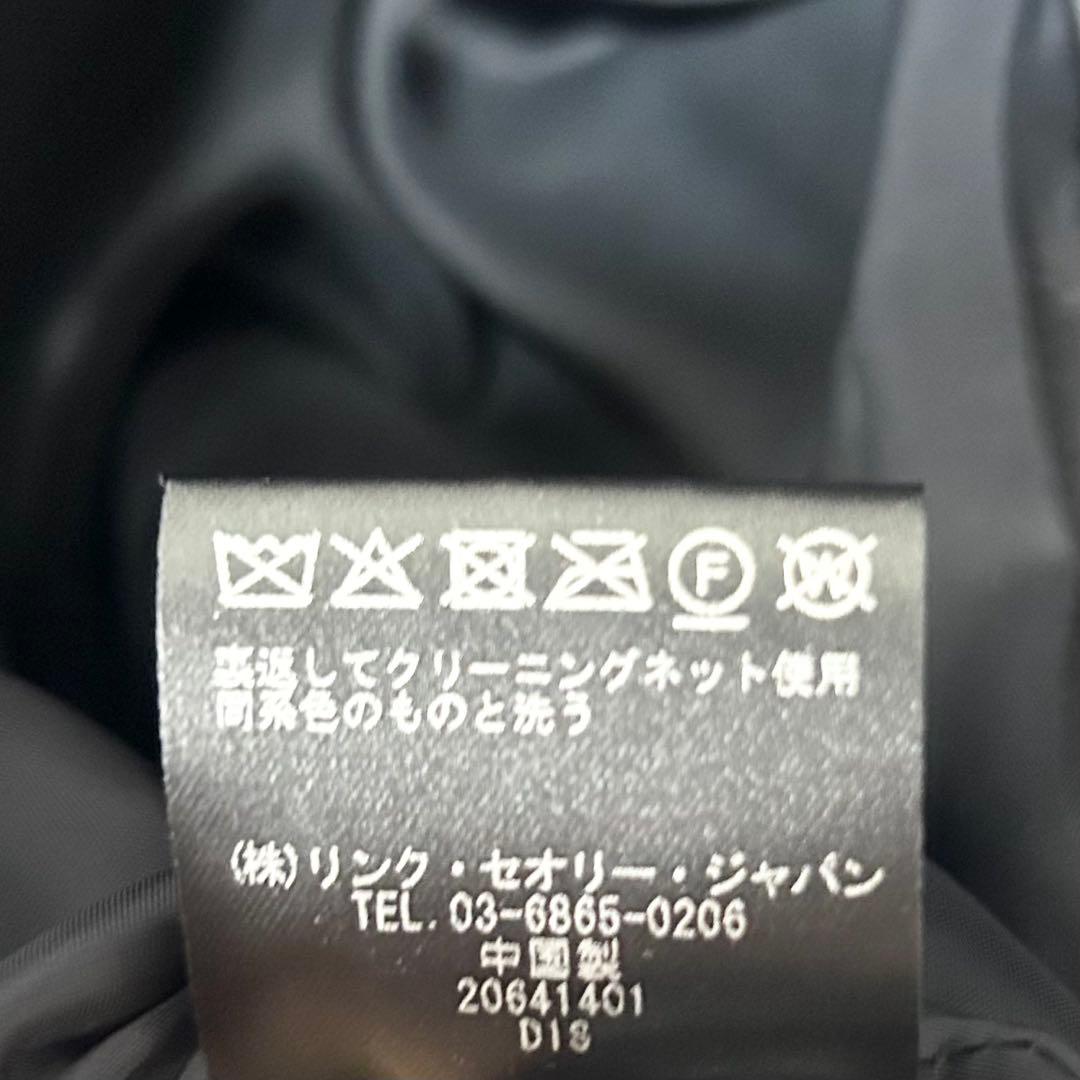 F W
裏返してクリーニングネット使用
同系色のものと洗う
(株)リンク・セオリー・ジャパン
TEL. 03-6865-0206
中国製
20641401
D18